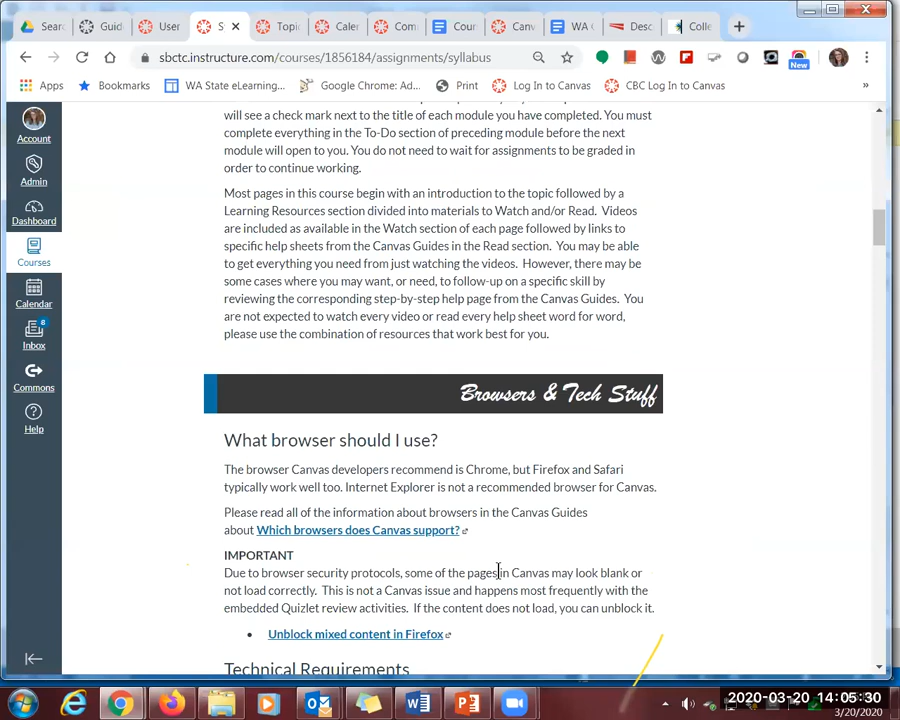 Sear
Guid
User
S
Topic
Caler
Com
Cour
Canv
WA
Desc
Colle
sbctc.instructure.com/courses/1856184/assignments/syllabus
New
Apps
Bookmarks
WA State eLearning...
Google Chrome: Ad...
Print
Log In to Canvas
CBC Log In to Canvas
»
Account
Admin
Dashboard
Courses
Calendar
6
Inbox
Commons
Help
will see a check mark next to the title of each module you have completed. You must
complete everything in the To-Do section of preceding module before the next
module will open to you. You do not need to wait for assignments to be graded in
order to continue working.
Most pages in this course begin with an introduction to the topic followed by a
Learning Resources section divided into materials to Watch and/or Read. Videos
are included as available in the Watch section of each page followed by links to
specific help sheets from the Canvas Guides in the Read section. You may be able
to get everything you need from just watching the videos. However, there may be
some cases where you may want, or need, to follow-up on a specific skill by
reviewing the corresponding step-by-step help page from the Canvas Guides. You
are not expected to watch every video or read every help sheet word for word,
please use the combination of resources that work best for you.
Browsers & Tech Stuff
What browser should I use?
The browser Canvas developers recommend is Chrome, but Firefox and Safari
typically work well too. Internet Explorer is not a recommended browser for Canvas.
Please read all of the information about browsers in the Canvas Guides
about Which browsers does Canvas support?
IMPORTANT
Due to browser security protocols, some of the pages in Canvas may look blank or
not load correctly. This is not a Canvas issue and happens most frequently with the
embedded Quizlet review activities. If the content does not load, you can unblock it.
• Unblock mixed content in Firefox
Technical Requirements
2020-03-20 14:05:30
3/20/2020